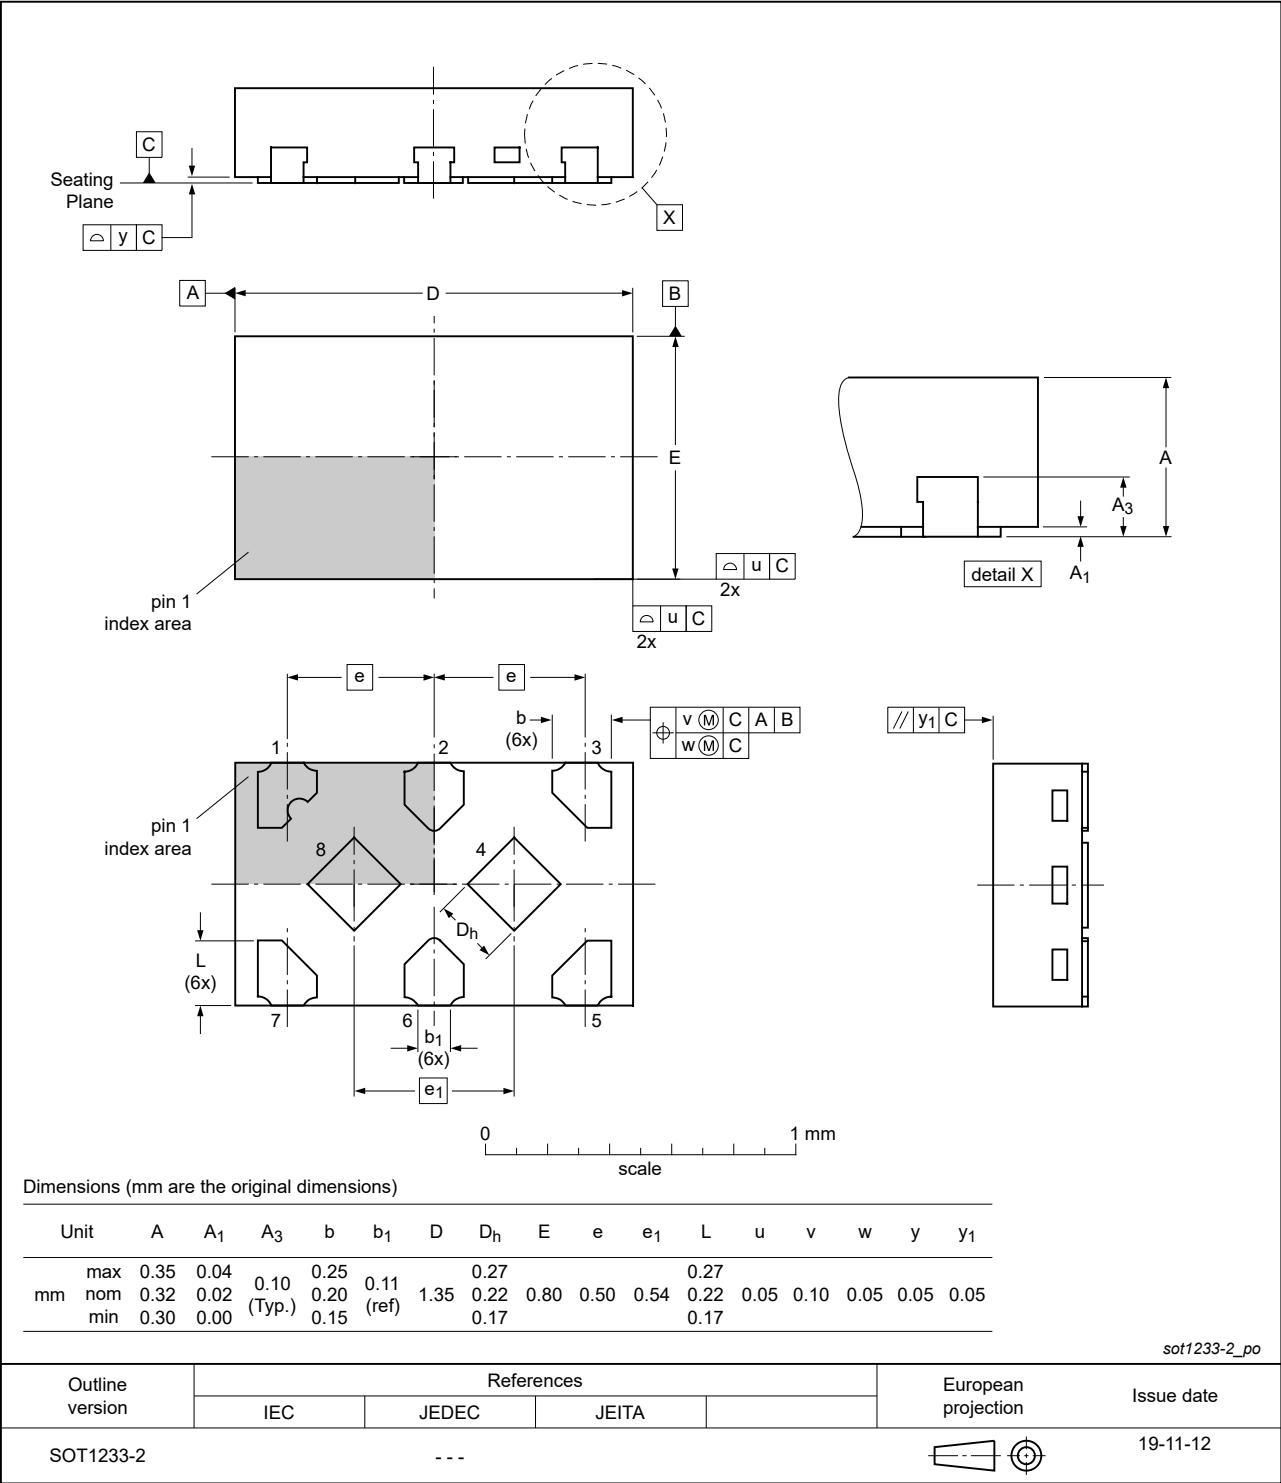 C
Seating
Plane
⌓ y C
X
A
D
B
E
pin 1
index area
⌓ u C
2x
⌓ u C
2x
A
A3
A1
detail X
e
e
b
(6x)
⌖ v Ⓜ C A B
w Ⓜ C
// y1 C
1
2
3
pin 1
index area
8
4
Dh
L
(6x)
7
6
5
b1
(6x)
e1
0
1 mm
scale
Dimensions (mm are the original dimensions)
Unit A A1 A3 b b1 D Dh E e e1 L u v w y y1
mm
max 0.35 0.04 0.10 (Typ.) 0.25 0.11 (ref) 1.35 0.27 0.80 0.50 0.54 0.27 0.05 0.10 0.05 0.05 0.05
nom 0.32 0.02 0.20 0.22 0.22
min 0.30 0.00 0.15 0.17 0.17
sot1233-2_po
Outline
version
References
IEC JEDEC JEITA
European
projection
Issue date
SOT1233-2
- - -
19-11-12